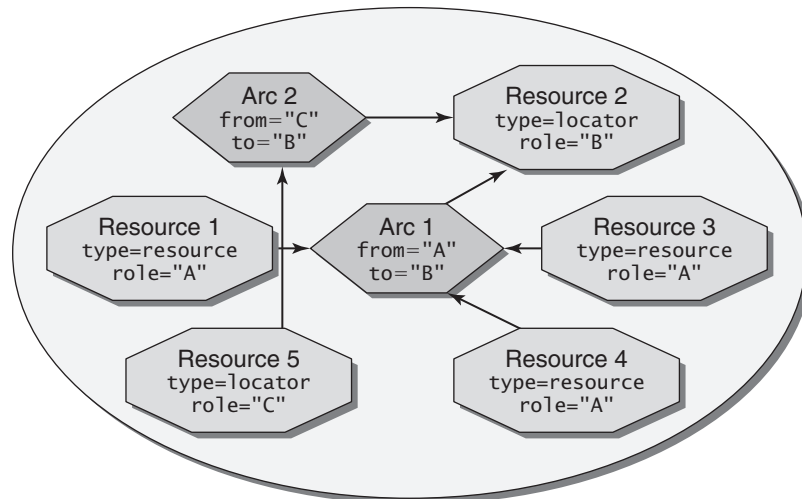 Arc 2
from="C"
to="B"
Resource 2
type=locator
role="B"
Resource 1
type=resource
role="A"
Arc 1
from="A"
to="B"
Resource 3
type=resource
role="A"
Resource 5
type=locator
role="C"
Resource 4
type=resource
role="A"